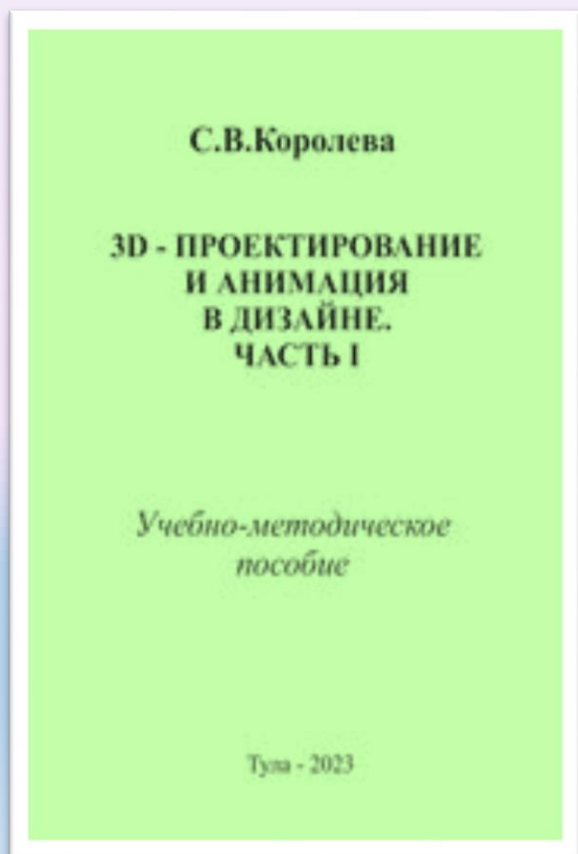 С.В.Королева
3D - ПРОЕКТИРОВАНИЕ
И АНИМАЦИЯ
В ДИЗАЙНЕ.
ЧАСТЬ I
Учебно-методическое
пособие
Тула - 2023